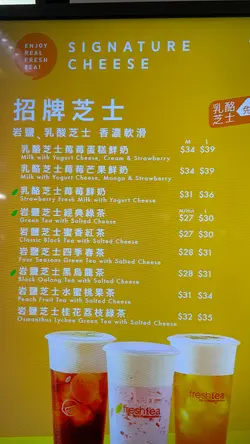 ENJOY
REAL
FRESH
TEA!
SIGNATURE
CHEESE
招牌芝士
乳酪
芝士
岩鹽、乳酸芝士 香濃軟滑
M L
乳酪芝士莓莓蛋糕鮮奶 $34 $39
Milk with Yogurt Cheese, Cream & Strawberry
乳酪芝士莓莓芒果鮮奶 $34 $39
Milk with Yogurt Cheese, Mango & Strawberry
乳酪芝士莓莓鮮奶 $31 $36
Strawberry Fresh Milk with Yogurt Cheese
岩鹽芝士經典綠茶 $27 $30
Green Tea with Salted Cheese
岩鹽芝士蜜香紅茶 $27 $30
Classic Black Tea with Salted Cheese
岩鹽芝士四季春茶 $28 $31
Four Seasons Green Tea with Salted Cheese
岩鹽芝士黑烏龍茶 $28 $31
Black Oolong Tea with Salted Cheese
岩鹽芝士水蜜桃果茶 $31 $34
Peach Fruit Tea with Salted Cheese
岩鹽芝士桂花荔枝綠茶 $32 $35
Osmanthus Lychee Green Tea with Salted Cheese
freshtea
freshtea
freshtea